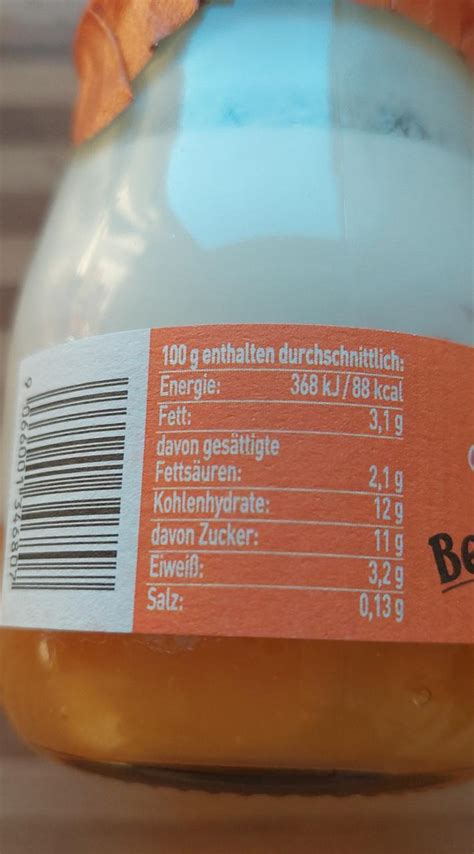 100 g enthalten durchschnittlich:
Energie: 368 kJ/88 kcal
Fett: 3,1 g
davon gesättigte
Fettsäuren: 2,1 g
Kohlenhydrate: 12 g
davon Zucker: 11 g
Eiweiß: 3,2 g
Salz: 0,13 g
Be